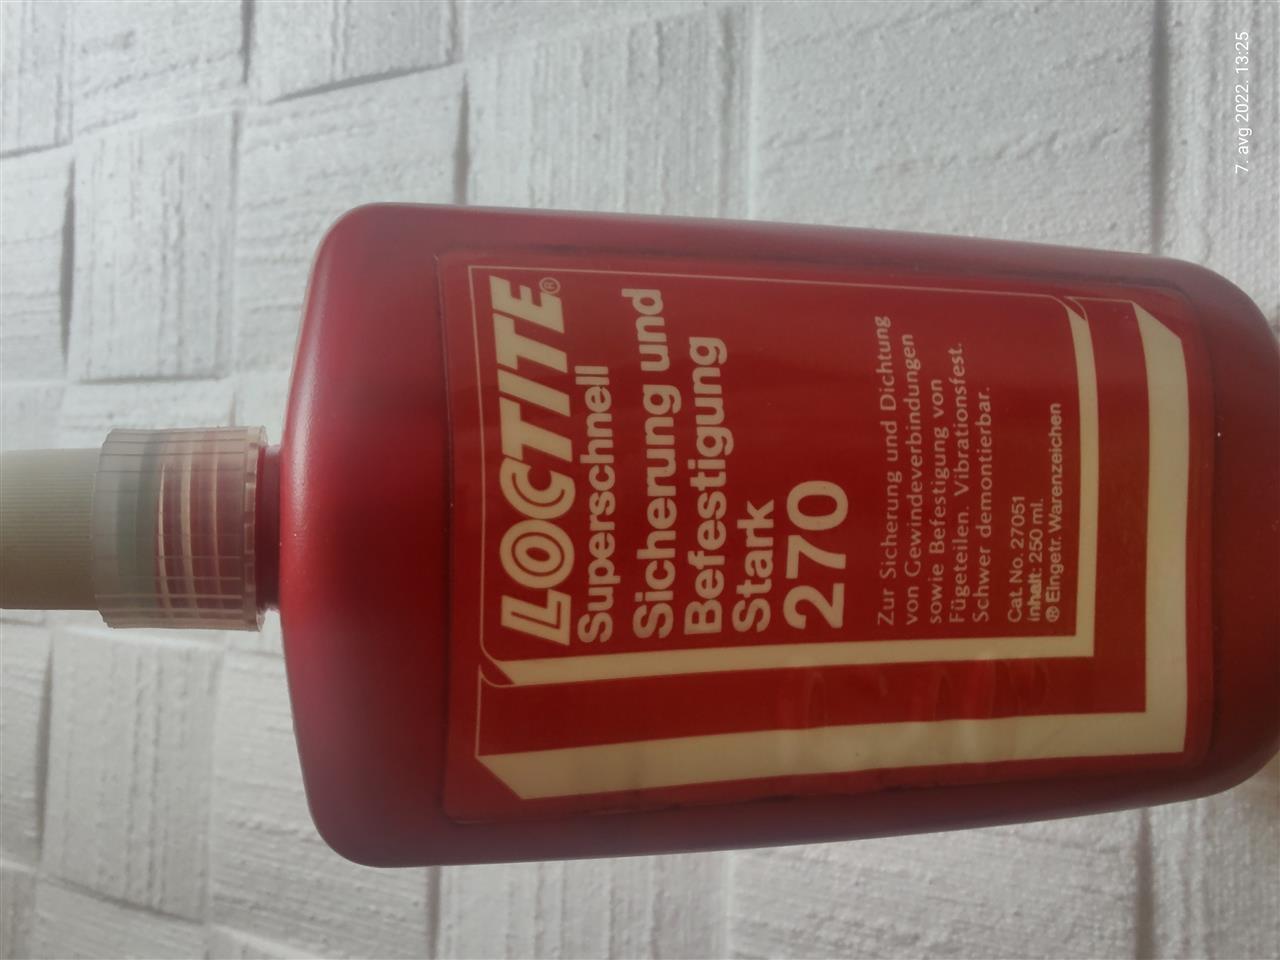 LOCTITE®
Superschnell
Sicherung und
Befestigung
Stark
270
Zur Sicherung und Dichtung
von Gewindeverbindungen
sowie Befestigung von
Fügeteilen. Vibrationsfest.
Schwer demontierbar.
Cat. No. 27051
Inhalt: 250 ml.
® Eingetr. Warenzeichen
7. avg 2022. 13:25